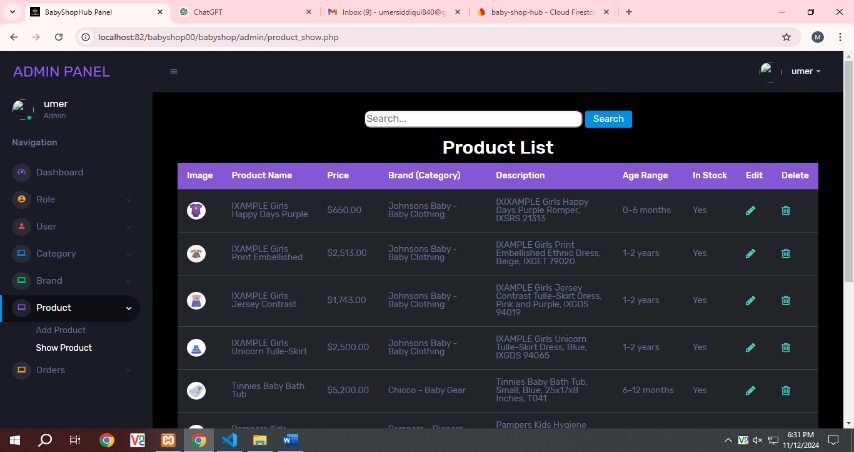 BabyShopHub Panel
ChatGPT
Inbox (9) - umersiddiqui840@g
baby-shop-hub - Cloud Firestor
localhost:82/babyshop00/babyshop/admin/product_show.php
M
ADMIN PANEL
umer
umer
Admin
Navigation
Dashboard
Role
User
Category
Brand
Product
Add Product
Show Product
Orders
Search...
Search
Product List
Image Product Name Price Brand (Category) Description Age Range In Stock Edit Delete
IXAMPLE Girls
Happy Days Purple
$650.00
Johnsons Baby -
Baby Clothing
IXIXAMPLE Girls Happy
Days Purple Romper,
IXSRS 21313
0-6 months
Yes
IXAMPLE Girls
Print Embellished
$2,513.00
Johnsons Baby -
Baby Clothing
IXAMPLE Girls Print
Embellished Ethnic Dress,
Beige, IXGET 79020
1-2 years
Yes
IXAMPLE Girls
Jersey Contrast
$1,743.00
Johnsons Baby -
Baby Clothing
IXAMPLE Girls Jersey
Contrast Tulle-Skirt Dress,
Pink and Purple, IXGDS
94019
1-2 years
Yes
IXAMPLE Girls
Unicorn Tulle-Skirt
$2,500.00
Johnsons Baby -
Baby Clothing
IXAMPLE Girls Unicorn
Tulle-Skirt Dress, Blue,
IXGDS 94065
1-2 years
Yes
Tinnies Baby Bath
Tub
$5,200.00
Chicco - Baby Gear
Tinnies Baby Bath Tub,
Small, Blue, 25x17x8
Inches, T041
6-12 months
Yes
Pampers Kids
Pampers - Diapers
Pampers Kids Hygiene
6:31 PM
11/12/2024